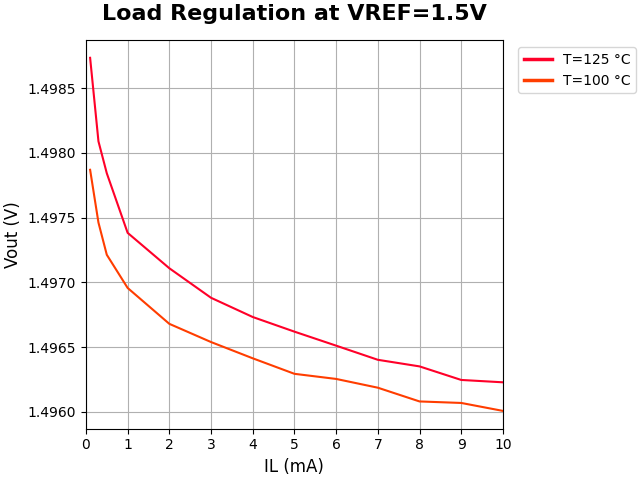 Load Regulation at VREF=1.5V
T=125 °C
T=100 °C
Vout (V)
1.4985
1.4980
1.4975
1.4970
1.4965
1.4960
0 1 2 3 4 5 6 7 8 9 10
IL (mA)